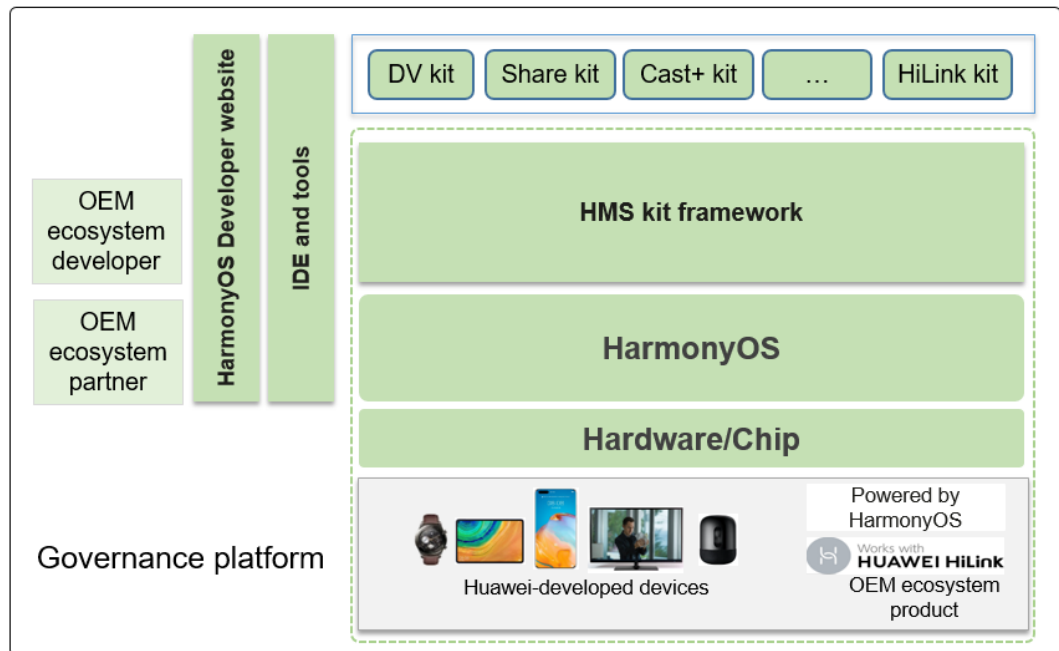 DV kit
Share kit
Cast+ kit
…
HiLink kit
HarmonyOS Developer website
IDE and tools
OEM
ecosystem
developer
OEM
ecosystem
partner
HMS kit framework
HarmonyOS
Hardware/Chip
Governance platform
Huawei-developed devices
Powered by
HarmonyOS
Works with
HUAWEI HiLink
OEM ecosystem
product